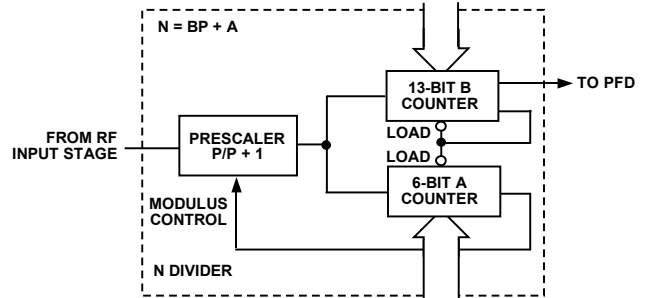 N = BP + A
13-BIT B
COUNTER
TO PFD
LOAD
FROM RF
INPUT STAGE
PRESCALER
P/P + 1
LOAD
6-BIT A
COUNTER
MODULUS
CONTROL
N DIVIDER